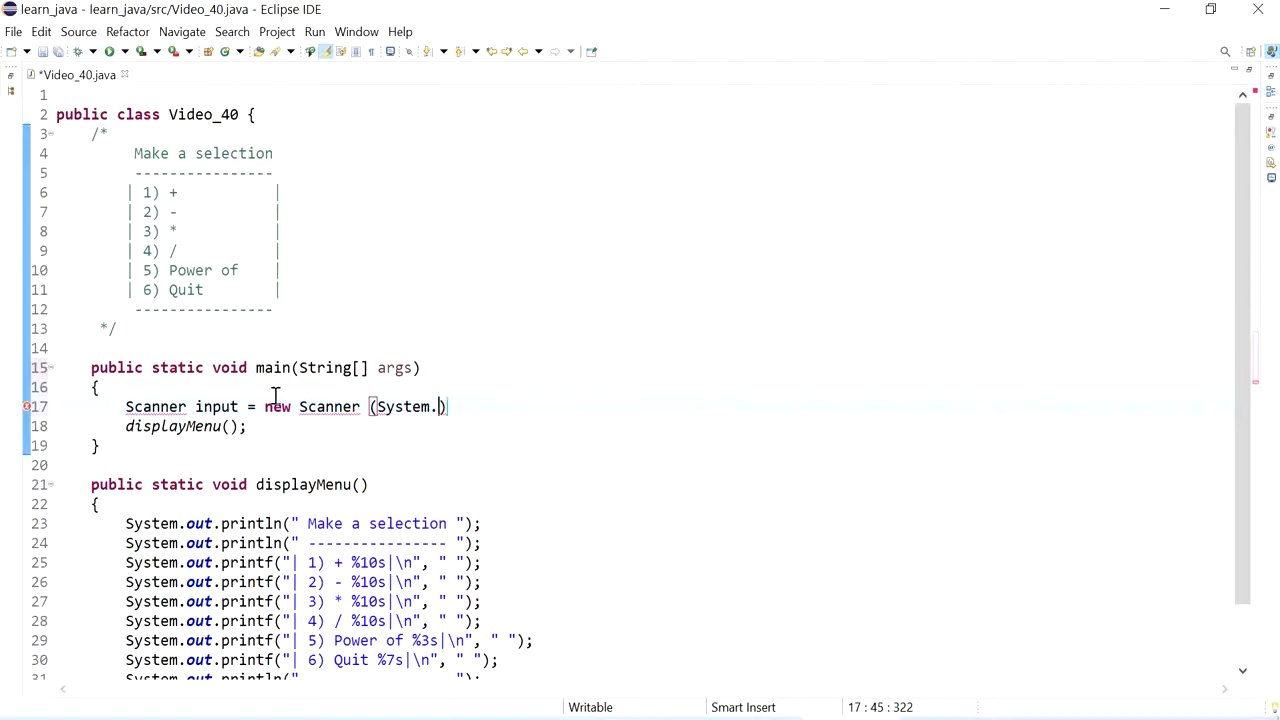 learn_java - learn_java/src/Video_40.java - Eclipse IDE
File Edit Source Refactor Navigate Search Project Run Window Help
*Video_40.java
1
2 public class Video_40 {
3 /*
4 Make a selection
5 ----------------
6 | 1) + |
7 | 2) - |
8 | 3) * |
9 | 4) / |
10 | 5) Power of |
11 | 6) Quit |
12 ----------------
13 */
14
15 public static void main(String[] args)
16 {
17 Scanner input = new Scanner (System.)
18 displayMenu();
19 }
20
21 public static void displayMenu()
22 {
23 System.out.println(" Make a selection ");
24 System.out.println(" ---------------- ");
25 System.out.printf("| 1) + %10s|\n", " ");
26 System.out.printf("| 2) - %10s|\n", " ");
27 System.out.printf("| 3) * %10s|\n", " ");
28 System.out.printf("| 4) / %10s|\n", " ");
29 System.out.printf("| 5) Power of %3s|\n", " ");
30 System.out.printf("| 6) Quit %7s|\n", " ");
Writable Smart Insert 17 : 45 : 322